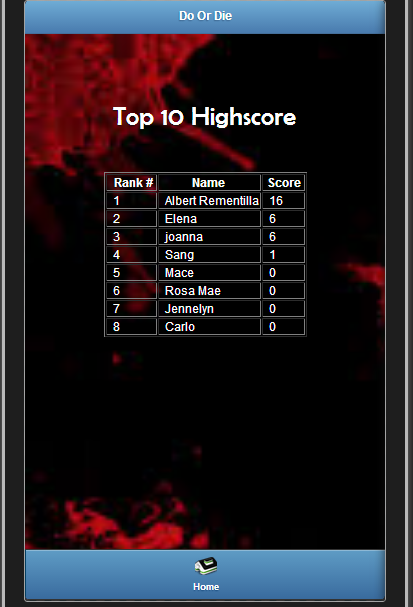 Do Or Die
Top 10 Highscore
Rank # Name Score
1 Albert Rementilla 16
2 Elena 6
3 joanna 6
4 Sang 1
5 Mace 0
6 Rosa Mae 0
7 Jennelyn 0
8 Carlo 0
Home